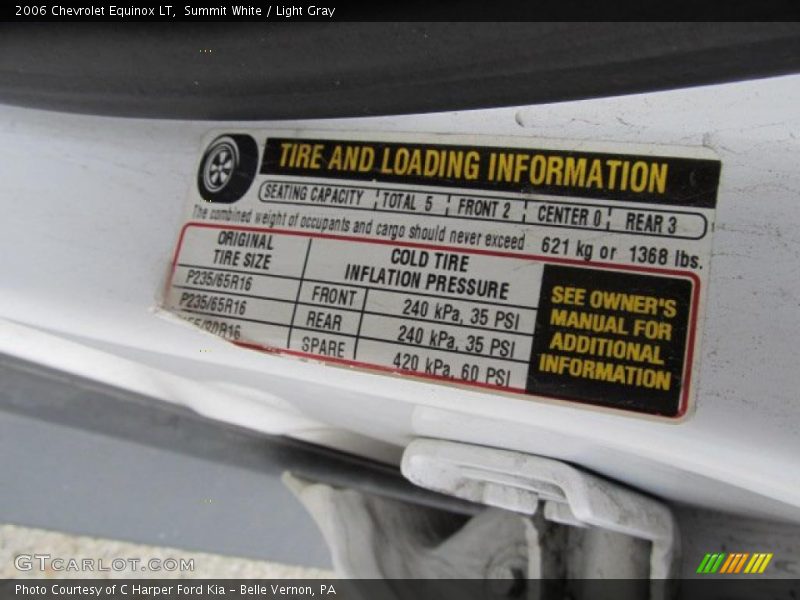 2006 Chevrolet Equinox LT, Summit White / Light Gray
TIRE AND LOADING INFORMATION
SEATING CAPACITY TOTAL 5 FRONT 2 CENTER 0 REAR 3
The combined weight of occupants and cargo should never exceed 621 kg or 1368 lbs.
ORIGINAL
TIRE SIZE
COLD TIRE
INFLATION PRESSURE
P235/65R16 FRONT 240 kPa, 35 PSI
P235/65R16 REAR 240 kPa, 35 PSI
SPARE 420 kPa, 60 PSI
SEE OWNER'S
MANUAL FOR
ADDITIONAL
INFORMATION
GTCARLOT.COM
Photo Courtesy of C Harper Ford Kia - Belle Vernon, PA